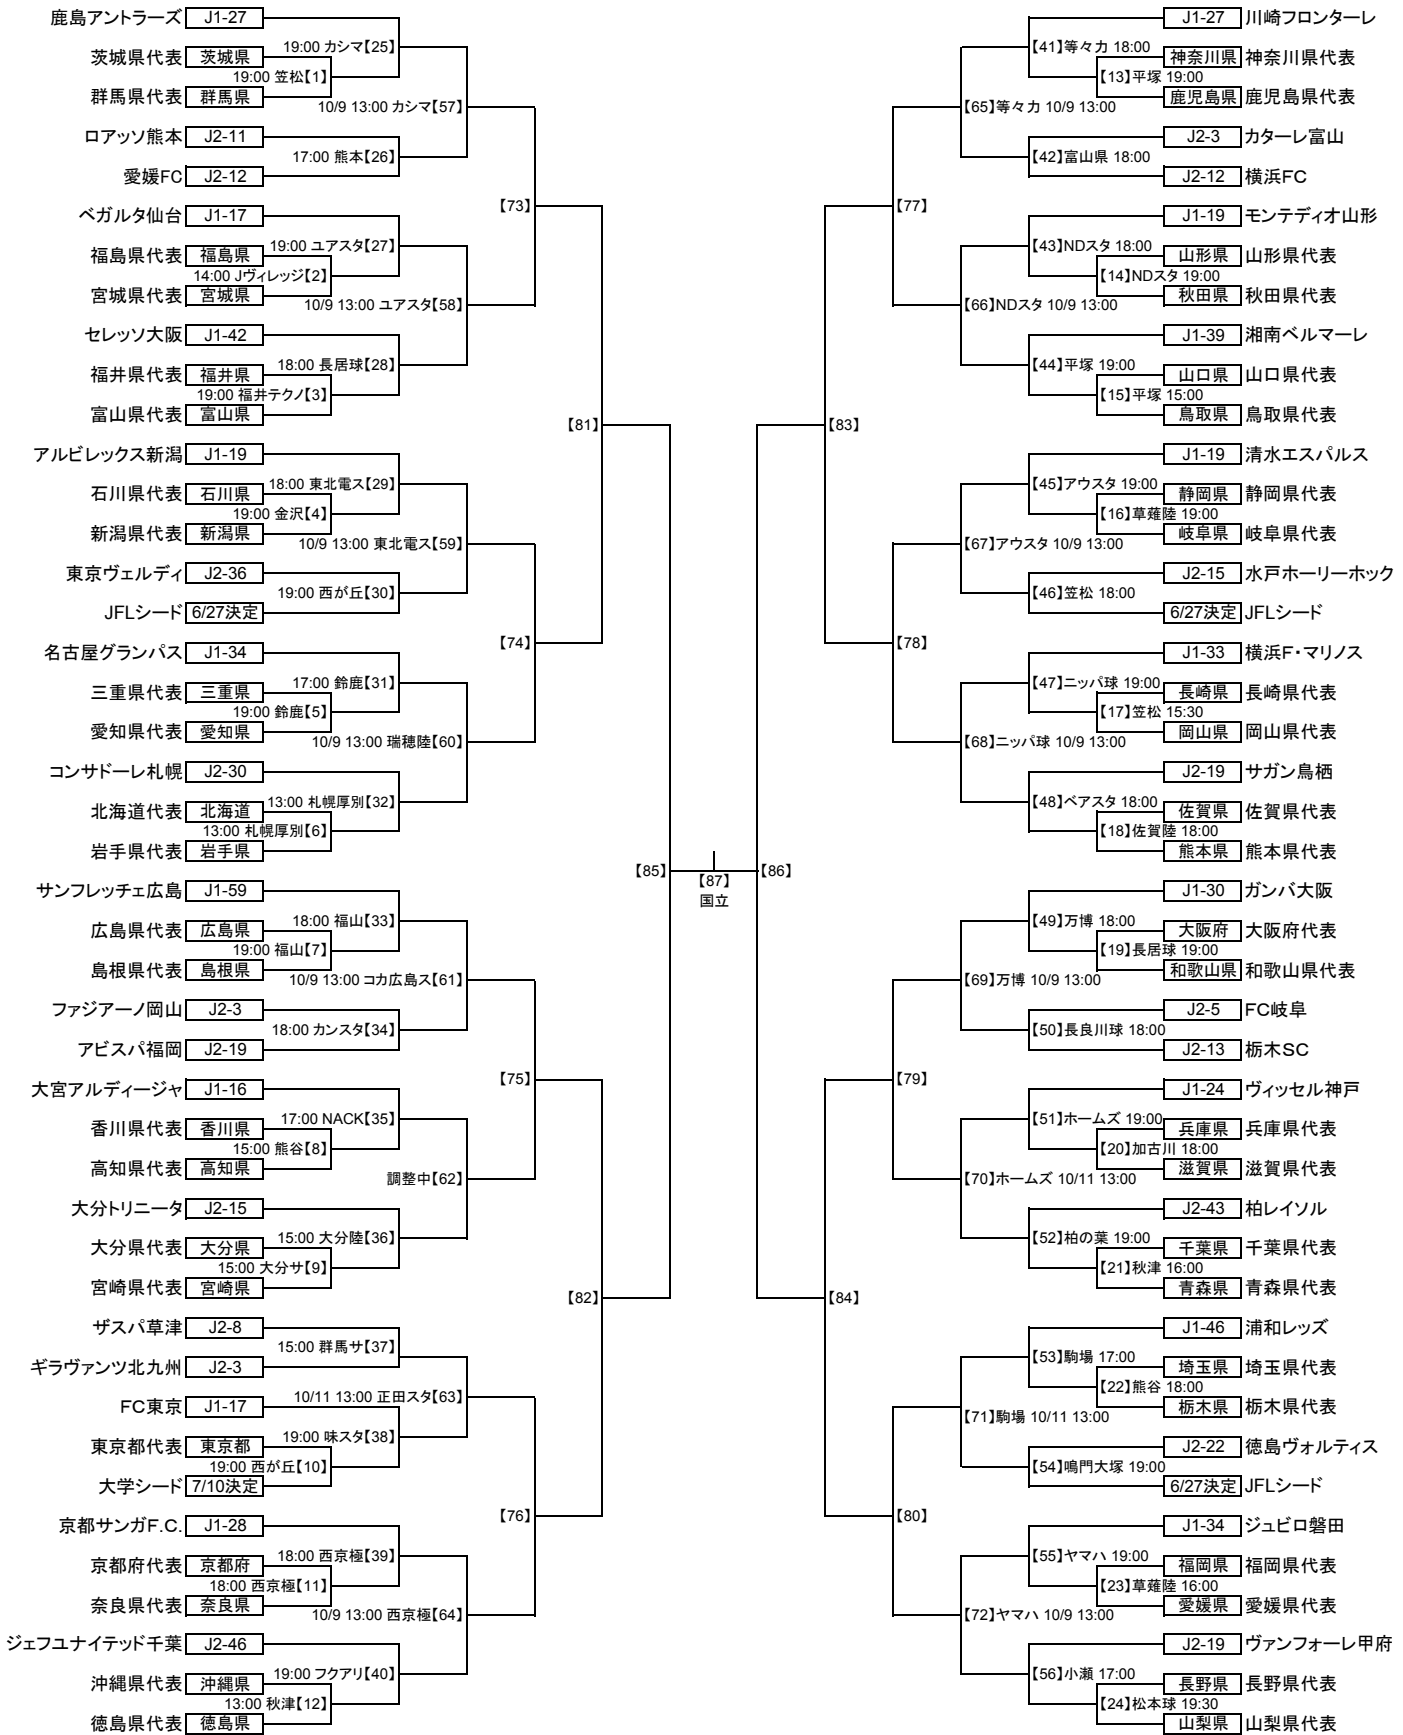 鹿島アントラーズ J1-27
19:00 カシマ【25】
茨城県代表 茨城県
19:00 笠松【1】
群馬県代表 群馬県
10/9 13:00 カシマ【57】
ロアッソ熊本 J2-11
17:00 熊本【26】
愛媛FC J2-12
【73】
ベガルタ仙台 J1-17
19:00 ユアスタ【27】
福島県代表 福島県
14:00 Jヴィレッジ【2】
宮城県代表 宮城県
10/9 13:00 ユアスタ【58】
セレッソ大阪 J1-42
18:00 長居球【28】
福井県代表 福井県
19:00 福井テクノ【3】
富山県代表 富山県
【81】
アルビレックス新潟 J1-19
18:00 東北電ス【29】
石川県代表 石川県
19:00 金沢【4】
新潟県代表 新潟県
10/9 13:00 東北電ス【59】
東京ヴェルディ J2-36
19:00 西が丘【30】
JFLシード 6/27決定
【74】
名古屋グランパス J1-34
17:00 鈴鹿【31】
三重県代表 三重県
19:00 鈴鹿【5】
愛知県代表 愛知県
10/9 13:00 瑞穂陸【60】
コンサドーレ札幌 J2-30
13:00 札幌厚別【32】
北海道代表 北海道
13:00 札幌厚別【6】
岩手県代表 岩手県
【85】
サンフレッチェ広島 J1-59
18:00 福山【33】
広島県代表 広島県
19:00 福山【7】
島根県代表 島根県
10/9 13:00 コカ広島ス【61】
ファジアーノ岡山 J2-3
18:00 カンスタ【34】
アビスパ福岡 J2-19
【75】
大宮アルディージャ J1-16
17:00 NACK【35】
香川県代表 香川県
15:00 熊谷【8】
高知県代表 高知県
調整中【62】
大分トリニータ J2-15
15:00 大分陸【36】
大分県代表 大分県
15:00 大分サ【9】
宮崎県代表 宮崎県
【82】
ザスパ草津 J2-8
15:00 群馬サ【37】
ギラヴァンツ北九州 J2-3
10/11 13:00 正田スタ【63】
FC東京 J1-17
19:00 味スタ【38】
東京都代表 東京都
19:00 西が丘【10】
大学シード 7/10決定
【76】
京都サンガF.C. J1-28
18:00 西京極【39】
京都府代表 京都府
18:00 西京極【11】
奈良県代表 奈良県
10/9 13:00 西京極【64】
ジェフユナイテッド千葉 J2-46
19:00 フクアリ【40】
沖縄県代表 沖縄県
13:00 秋津【12】
徳島県代表 徳島県
【87】
国立
J1-27 川崎フロンターレ
【41】等々力 18:00
神奈川県 神奈川県代表
【13】平塚 19:00
鹿児島県 鹿児島県代表
【65】等々力 10/9 13:00
J2-3 カターレ富山
【42】富山県 18:00
J2-12 横浜FC
【77】
J1-19 モンテディオ山形
【43】NDスタ 18:00
山形県 山形県代表
【14】NDスタ 19:00
秋田県 秋田県代表
【66】NDスタ 10/9 13:00
J1-39 湘南ベルマーレ
【44】平塚 19:00
山口県 山口県代表
【15】平塚 15:00
鳥取県 鳥取県代表
【83】
J1-19 清水エスパルス
【45】アウスタ 19:00
静岡県 静岡県代表
【16】草薙陸 19:00
岐阜県 岐阜県代表
【67】アウスタ 10/9 13:00
J2-15 水戸ホーリーホック
【46】笠松 18:00
6/27決定 JFLシード
【78】
J1-33 横浜F・マリノス
【47】ニッパ球 19:00
長崎県 長崎県代表
【17】笠松 15:30
岡山県 岡山県代表
【68】ニッパ球 10/9 13:00
J2-19 サガン鳥栖
【48】ベアスタ 18:00
佐賀県 佐賀県代表
【18】佐賀陸 18:00
熊本県 熊本県代表
【86】
J1-30 ガンバ大阪
【49】万博 18:00
大阪府 大阪府代表
【19】長居球 19:00
和歌山県 和歌山県代表
【69】万博 10/9 13:00
J2-5 FC岐阜
【50】長良川球 18:00
J2-13 栃木SC
【79】
J1-24 ヴィッセル神戸
【51】ホームズ 19:00
兵庫県 兵庫県代表
【20】加古川 18:00
滋賀県 滋賀県代表
【70】ホームズ 10/11 13:00
J2-43 柏レイソル
【52】柏の葉 19:00
千葉県 千葉県代表
【21】秋津 16:00
青森県 青森県代表
【84】
J1-46 浦和レッズ
【53】駒場 17:00
埼玉県 埼玉県代表
【22】熊谷 18:00
栃木県 栃木県代表
【71】駒場 10/11 13:00
J2-22 徳島ヴォルティス
【54】鳴門大塚 19:00
6/27決定 JFLシード
【80】
J1-34 ジュビロ磐田
【55】ヤマハ 19:00
福岡県 福岡県代表
【23】草薙陸 16:00
愛媛県 愛媛県代表
【72】ヤマハ 10/9 13:00
J2-19 ヴァンフォーレ甲府
【56】小瀬 17:00
長野県 長野県代表
【24】松本球 19:30
山梨県 山梨県代表